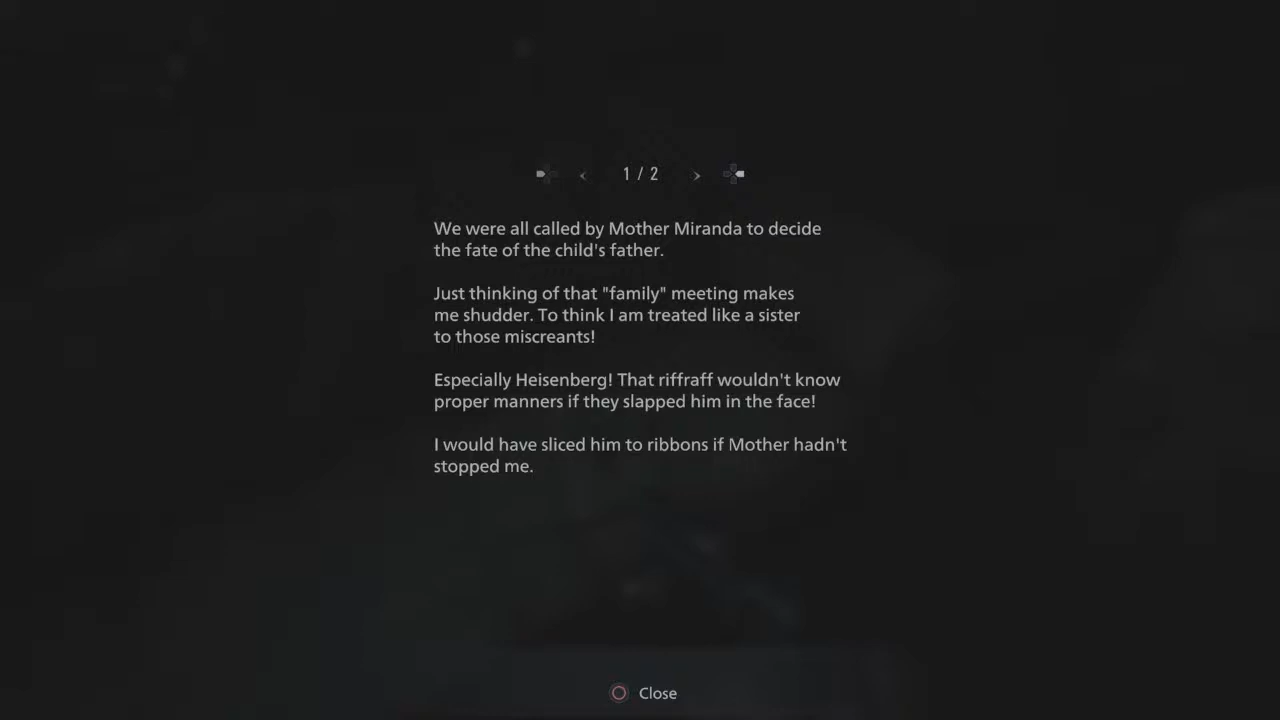 1 / 2
We were all called by Mother Miranda to decide
the fate of the child's father.
Just thinking of that "family" meeting makes
me shudder. To think I am treated like a sister
to those miscreants!
Especially Heisenberg! That riffraff wouldn't know
proper manners if they slapped him in the face!
I would have sliced him to ribbons if Mother hadn't
stopped me.
Close